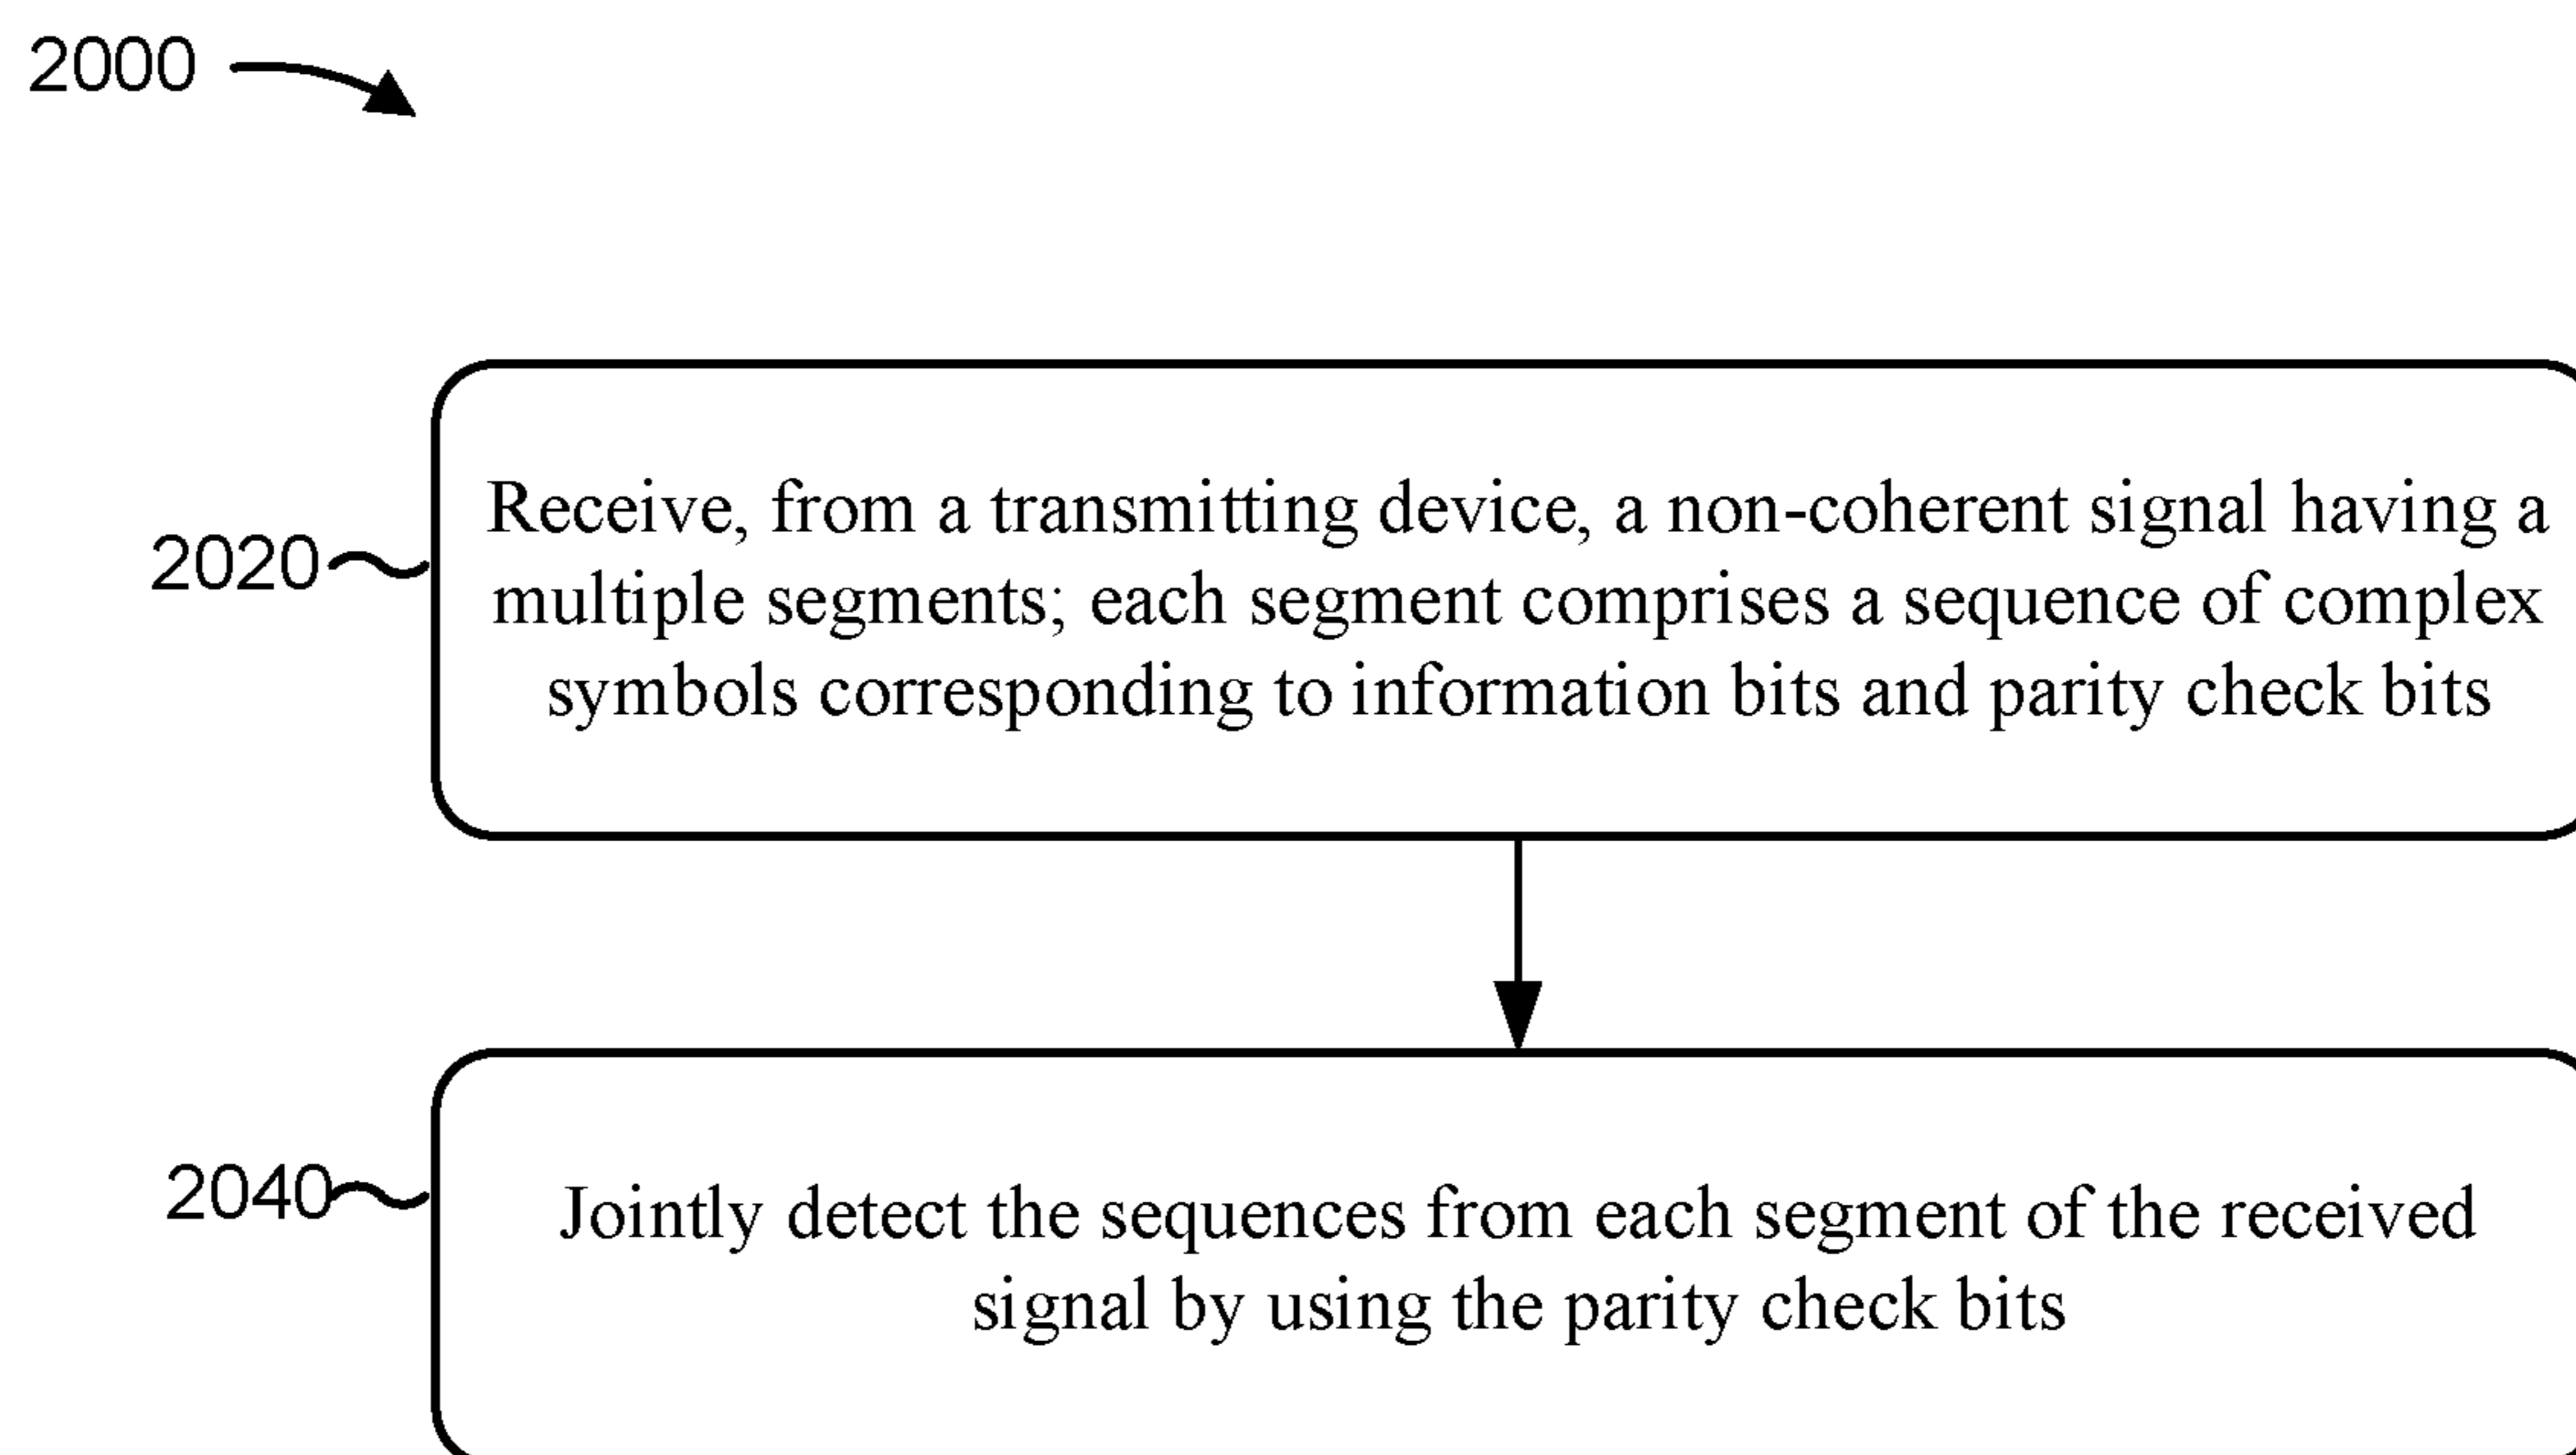 2000
2020
Receive, from a transmitting device, a non-coherent signal having a
multiple segments; each segment comprises a sequence of complex
symbols corresponding to information bits and parity check bits
2040
Jointly detect the sequences from each segment of the received
signal by using the parity check bits